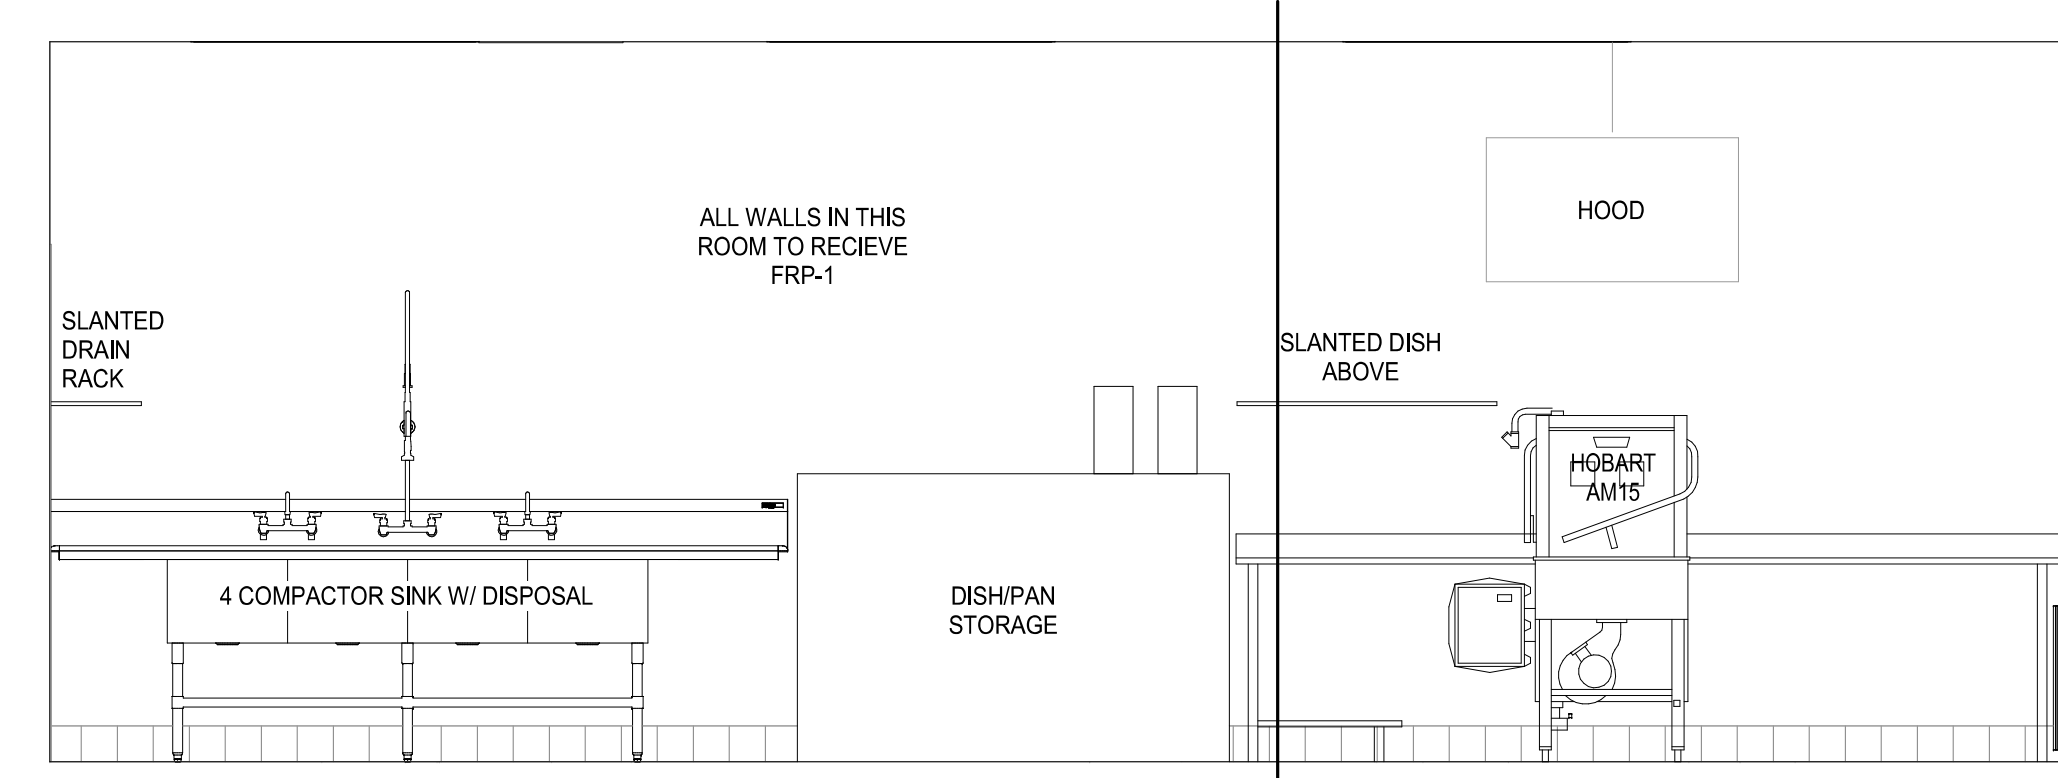 ALL WALLS IN THIS
ROOM TO RECIEVE
FRP-1
HOOD
SLANTED
DRAIN
RACK
SLANTED DISH
ABOVE
HOBART
AM15
4 COMPACTOR SINK W/ DISPOSAL
DISH/PAN
STORAGE